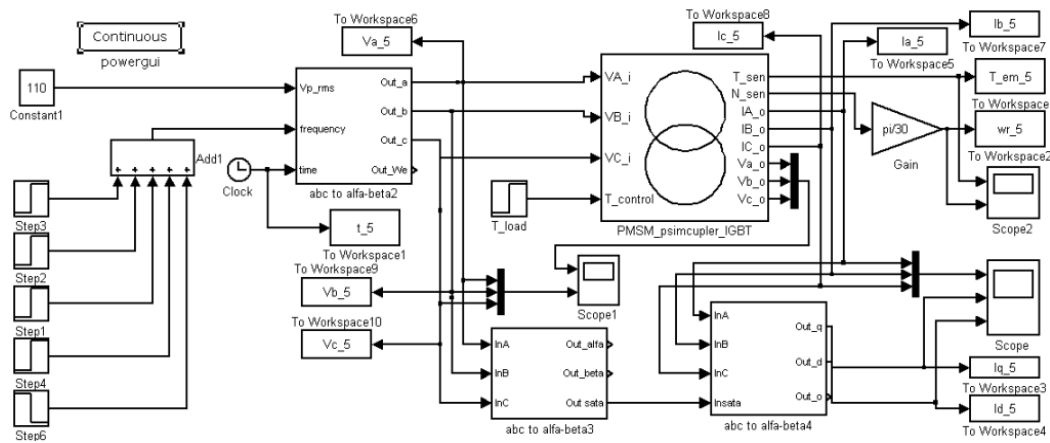 To Workspace6
Va_5
To Workspace8
Ic_5
Ib_5
To Workspace7
Ia_5
To Workspace5
Continuous
powergui
110
Constant1
Vp_rms
frequency
time
Out_a
Out_b
Out_c
Out_We
abc to alfa-beta2
VA_i
VB_i
VC_i
T_control
T_sen
N_sen
IA_o
IB_o
IC_o
Va_o
Vb_o
Vc_o
PMSM_psimcupler_IGBT
T_em_5
To Workspace
pi/30
Gain
wr_5
To Workspace2
Scope2
Add1
+ + + + +
Clock
Step3
Step2
Step1
Step4
Step6
t_5
To Workspace1
T_load
To Workspace9
Vb_5
To Workspace10
Vc_5
Scope1
InA
InB
InC
Out_alfa
Out_beta
Out sata
abc to alfa-beta3
InA
InB
InC
Insata
Out_q
Out_d
Out_o
abc to alfa-beta4
Scope
Iq_5
To Workspace3
Id_5
To Workspace4